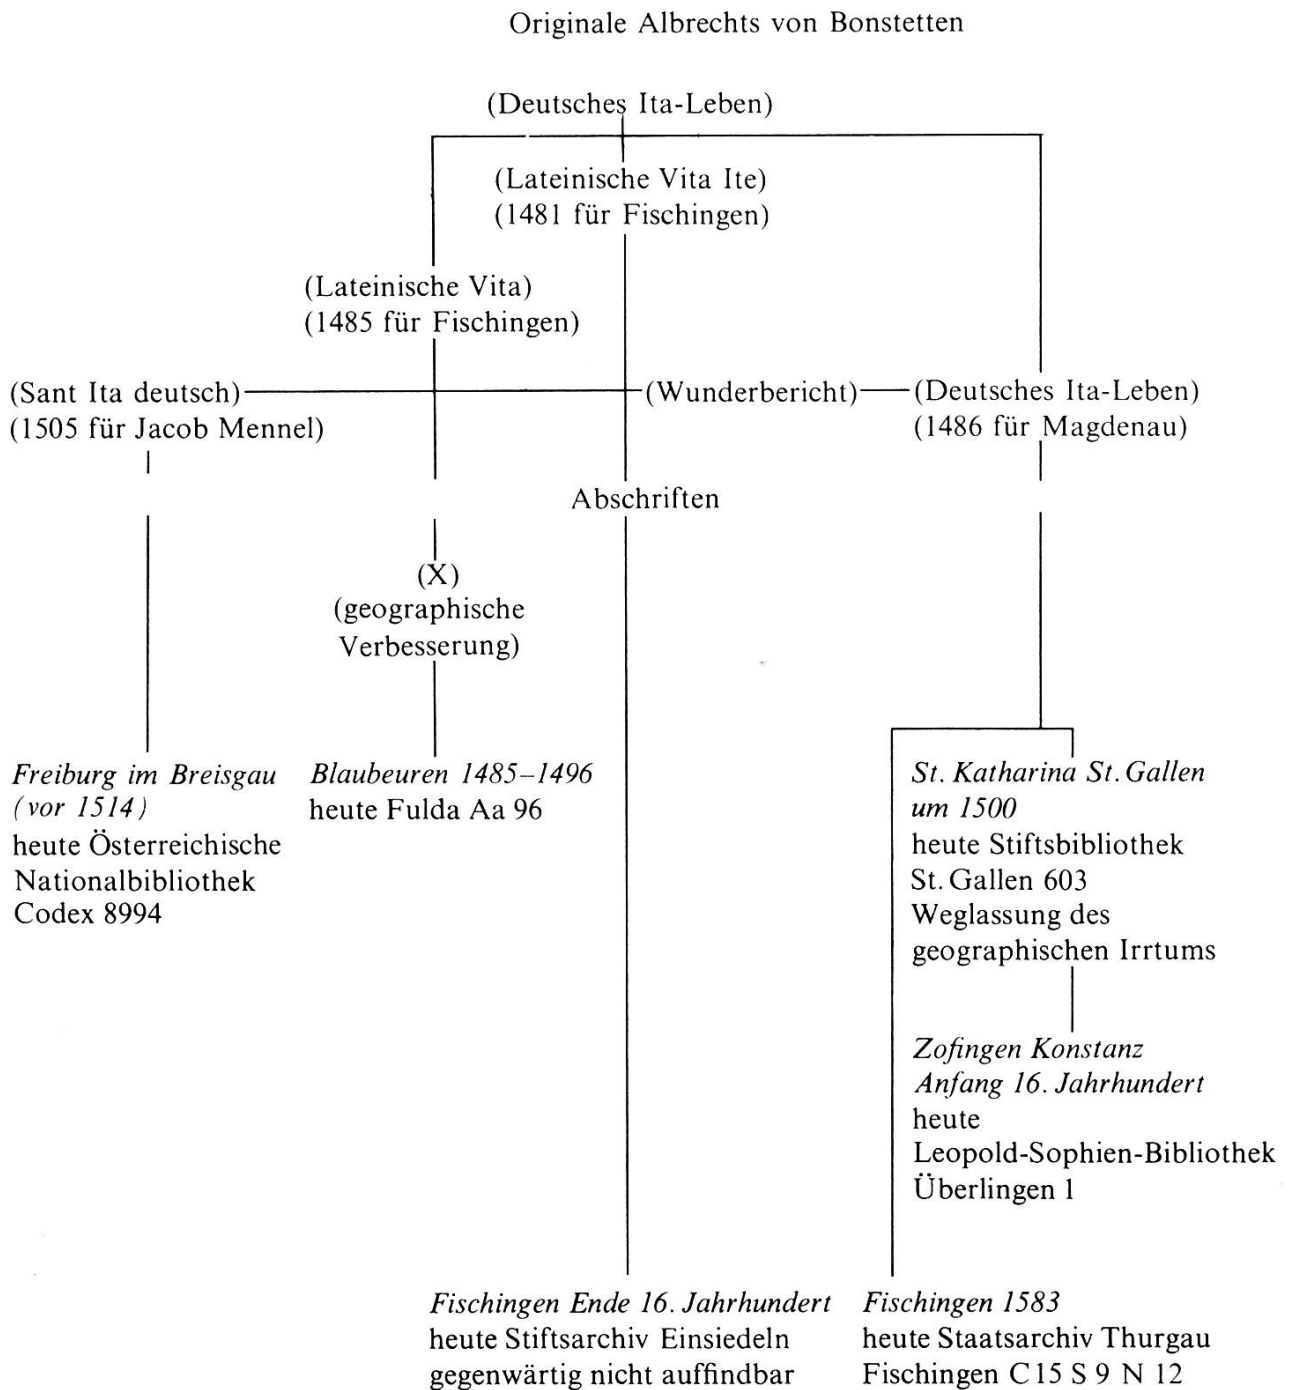 Originale Albrechts von Bonstetten
(Deutsches Ita-Leben)
(Lateinische Vita Ite)
(1481 für Fischingen)
(Lateinische Vita)
(1485 für Fischingen)
(Sant Ita deutsch)
(1505 für Jacob Mennel)
(Wunderbericht)
(Deutsches Ita-Leben)
(1486 für Magdenau)
Abschriften
(X)
(geographische
Verbesserung)
Freiburg im Breisgau
(vor 1514)
heute Österreichische
Nationalbibliothek
Codex 8994
Blaubeuren 1485–1496
heute Fulda Aa 96
St. Katharina St. Gallen
um 1500
heute Stiftsbibliothek
St. Gallen 603
Weglassung des
geographischen Irrtums
Zofingen Konstanz
Anfang 16. Jahrhundert
heute
Leopold-Sophien-Bibliothek
Überlingen 1
Fischingen Ende 16. Jahrhundert
heute Stiftsarchiv Einsiedeln
gegenwärtig nicht auffindbar
Fischingen 1583
heute Staatsarchiv Thurgau
Fischingen C 15 S 9 N 12